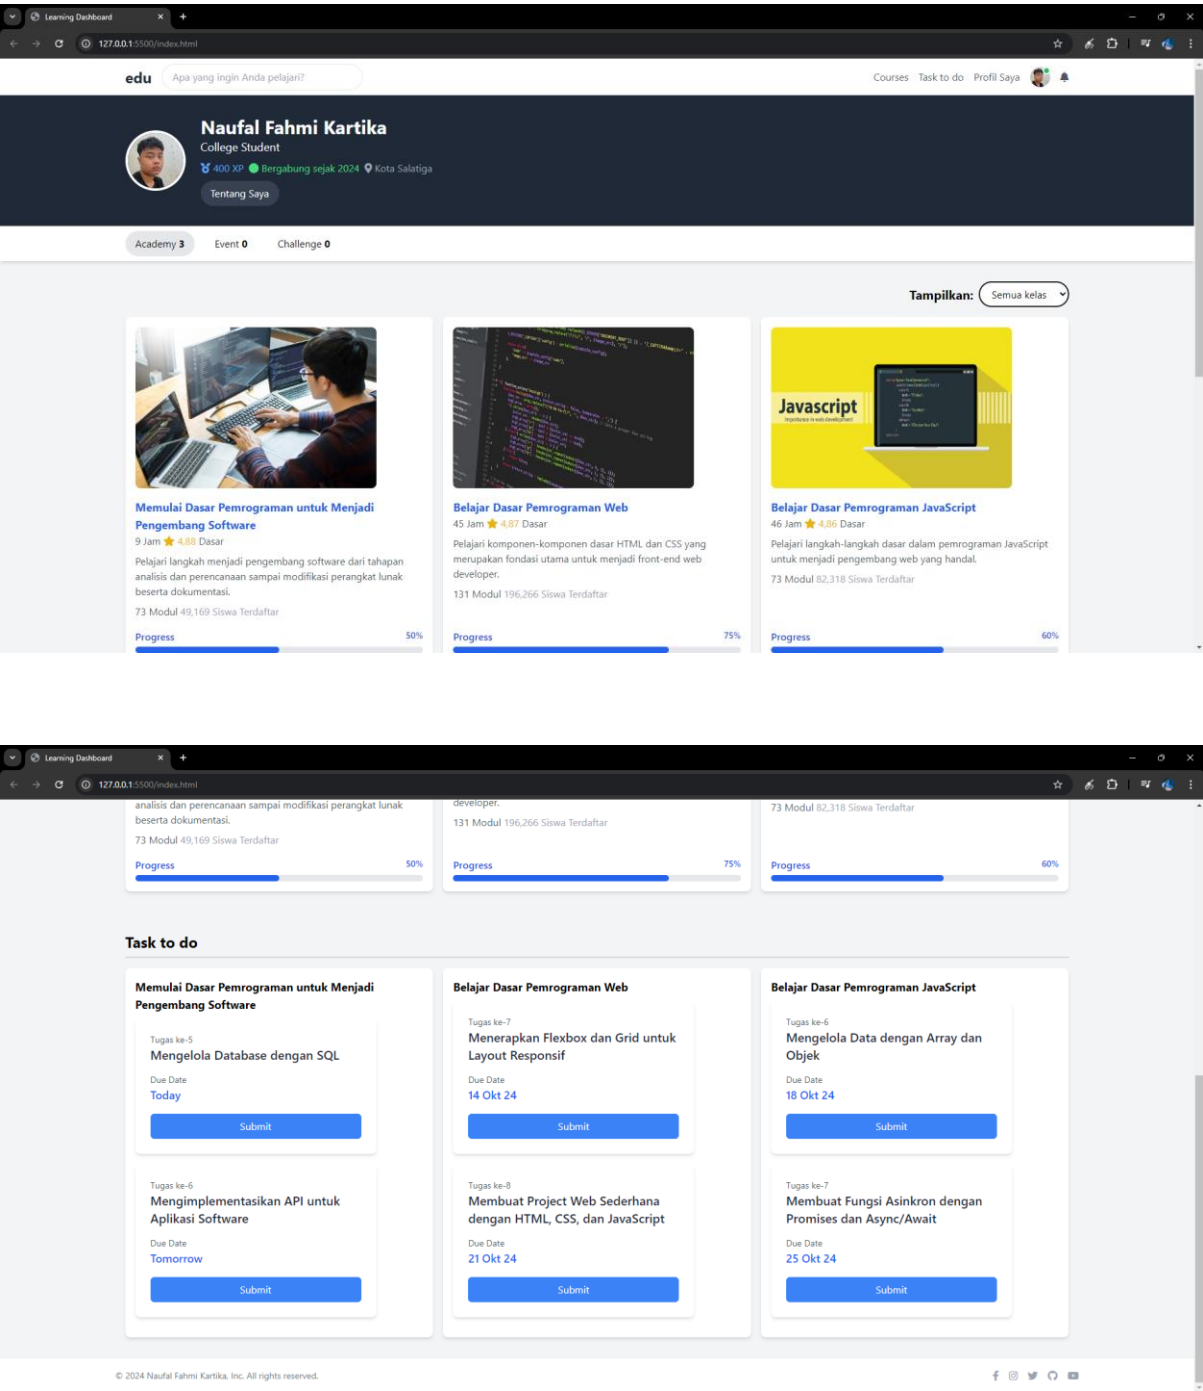 Learning Dashboard
127.0.0.1:5500/index.html
edu
Apa yang ingin Anda pelajari?
Courses Task to do Profil Saya
Naufal Fahmi Kartika
College Student
400 XP Bergabung sejak 2024 Kota Salatiga
Tentang Saya
Academy 3 Event 0 Challenge 0
Tampilkan: Semua kelas
Memulai Dasar Pemrograman untuk Menjadi
Pengembang Software
9 Jam 4,88 Dasar
Pelajari langkah menjadi pengembang software dari tahapan
analisis dan perencanaan sampai modifikasi perangkat lunak
beserta dokumentasi.
73 Modul 49,169 Siswa Terdaftar
Progress 50%
Belajar Dasar Pemrograman Web
45 Jam 4,87 Dasar
Pelajari komponen-komponen dasar HTML dan CSS yang
merupakan fondasi utama untuk menjadi front-end web
developer.
131 Modul 196,266 Siswa Terdaftar
Progress 75%
Javascript
Importance in web development
Belajar Dasar Pemrograman JavaScript
46 Jam 4,86 Dasar
Pelajari langkah-langkah dasar dalam pemrograman JavaScript
untuk menjadi pengembang web yang handal.
73 Modul 82,318 Siswa Terdaftar
Progress 60%
Learning Dashboard
127.0.0.1:5500/index.html
analisis dan perencanaan sampai modifikasi perangkat lunak
beserta dokumentasi.
73 Modul 49,169 Siswa Terdaftar
Progress 50%
developer.
131 Modul 196,266 Siswa Terdaftar
Progress 75%
73 Modul 82,318 Siswa Terdaftar
Progress 60%
Task to do
Memulai Dasar Pemrograman untuk Menjadi
Pengembang Software
Tugas ke-5
Mengelola Database dengan SQL
Due Date
Today
Submit
Tugas ke-6
Mengimplementasikan API untuk
Aplikasi Software
Due Date
Tomorrow
Submit
Belajar Dasar Pemrograman Web
Tugas ke-7
Menerapkan Flexbox dan Grid untuk
Layout Responsif
Due Date
14 Okt 24
Submit
Tugas ke-8
Membuat Project Web Sederhana
dengan HTML, CSS, dan JavaScript
Due Date
21 Okt 24
Submit
Belajar Dasar Pemrograman JavaScript
Tugas ke-6
Mengelola Data dengan Array dan
Objek
Due Date
18 Okt 24
Submit
Tugas ke-7
Membuat Fungsi Asinkron dengan
Promises dan Async/Await
Due Date
25 Okt 24
Submit
© 2024 Naufal Fahmi Kartika, Inc. All rights reserved.